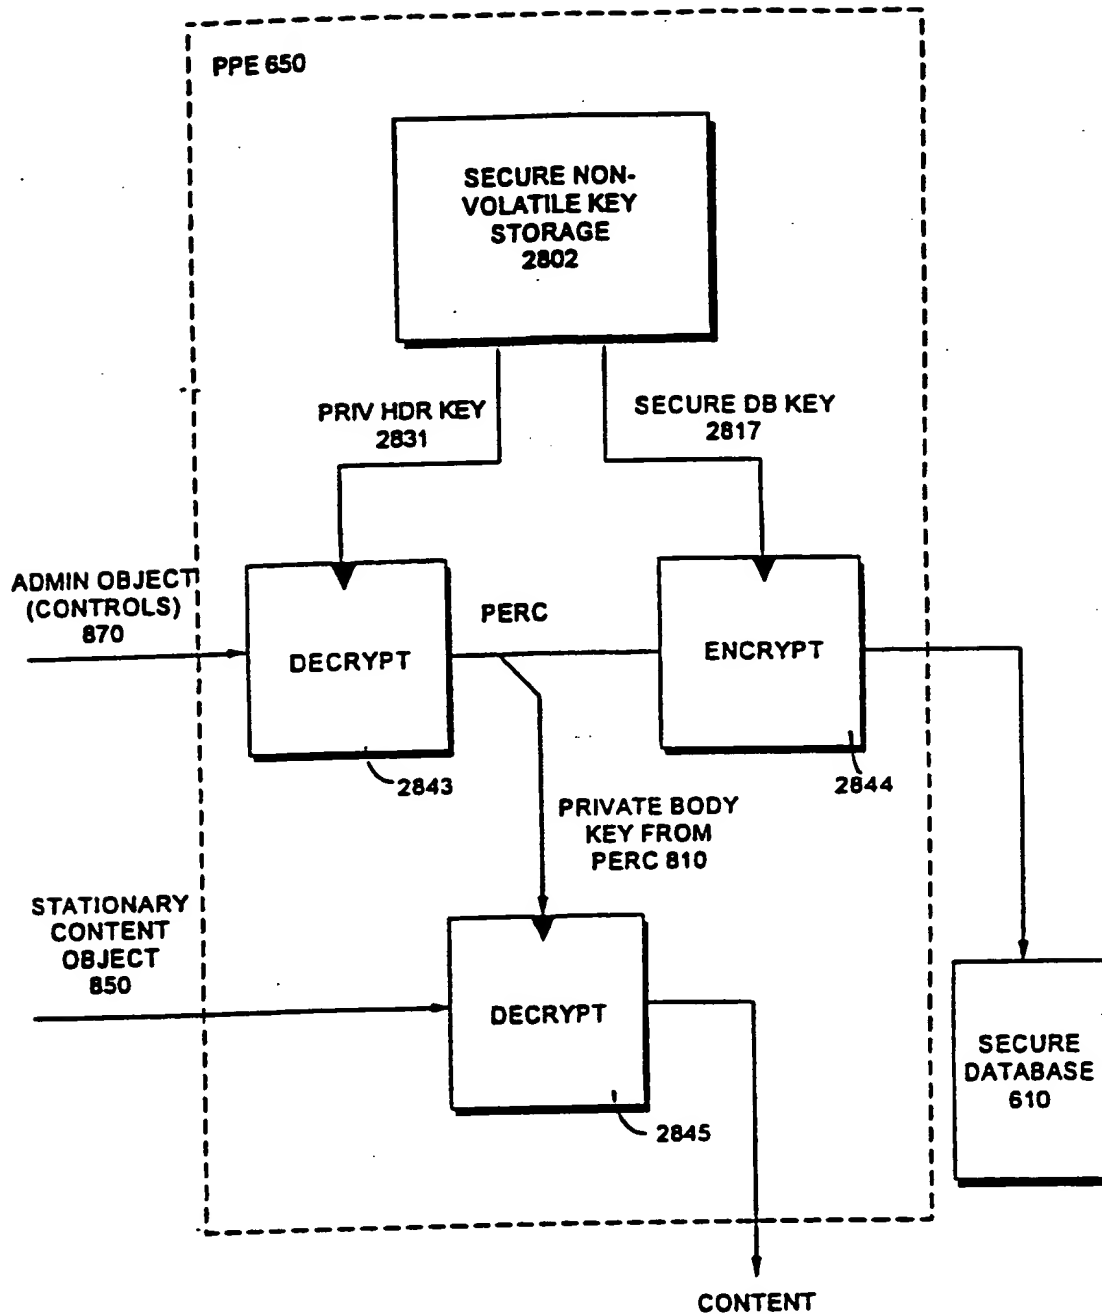 PPE 650
SECURE NON-
VOLATILE KEY
STORAGE
2802
PRIV HDR KEY
2831
SECURE DB KEY
2817
ADMIN OBJECT
(CONTROLS)
870
DECRYPT
PERC
ENCRYPT
2843
2844
PRIVATE BODY
KEY FROM
PERC 810
STATIONARY
CONTENT
OBJECT
850
DECRYPT
2845
SECURE
DATABASE
610
CONTENT